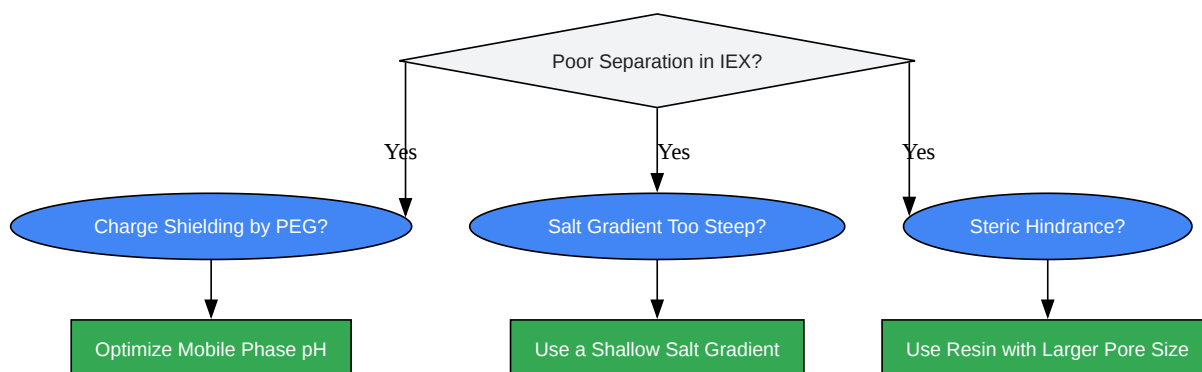 Poor Separation in IEX?
Yes
Yes
Yes
Charge Shielding by PEG?
Salt Gradient Too Steep?
Steric Hindrance?
Optimize Mobile Phase pH
Use a Shallow Salt Gradient
Use Resin with Larger Pore Size